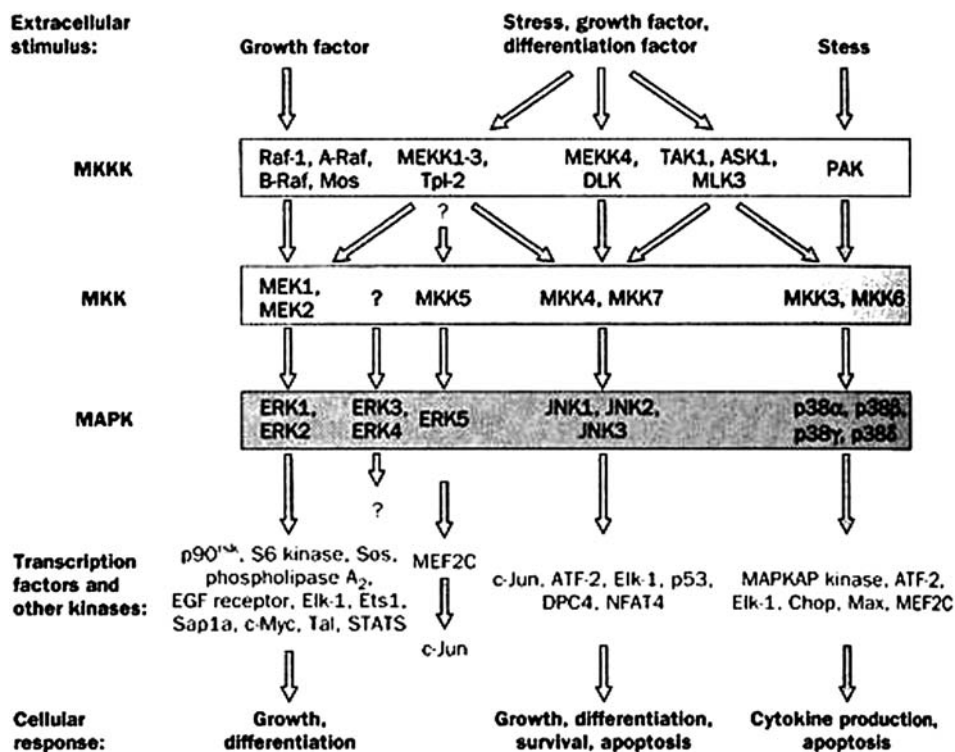 Extracellular
stimulus:
Growth factor
Stress, growth factor,
differentiation factor
Stess
MKKK
Raf-1, A-Raf,
B-Raf, Mos
MEKK1-3,
Tpl-2
MEKK4,
DLK
TAK1, ASK1,
MLK3
PAK
?
MKK
MEK1,
MEK2
?
MKK5
MKK4, MKK7
MKK3, MKK6
MAPK
ERK1,
ERK2
ERK3,
ERK4
ERK5
JNK1, JNK2,
JNK3
p38α, p38β,
p38γ, p38δ
?
Transcription
factors and
other kinases:
p90rsk, S6 kinase, Sos,
phospholipase A2,
EGF receptor, Elk-1, Ets1,
Sap1a, c-Myc, Tal, STATS
MEF2C
c-Jun
c-Jun, ATF-2, Elk-1, p53,
DPC4, NFAT4
MAPKAP kinase, ATF-2,
Elk-1, Chop, Max, MEF2C
Cellular
response:
Growth,
differentiation
Growth, differentiation,
survival, apoptosis
Cytokine production,
apoptosis